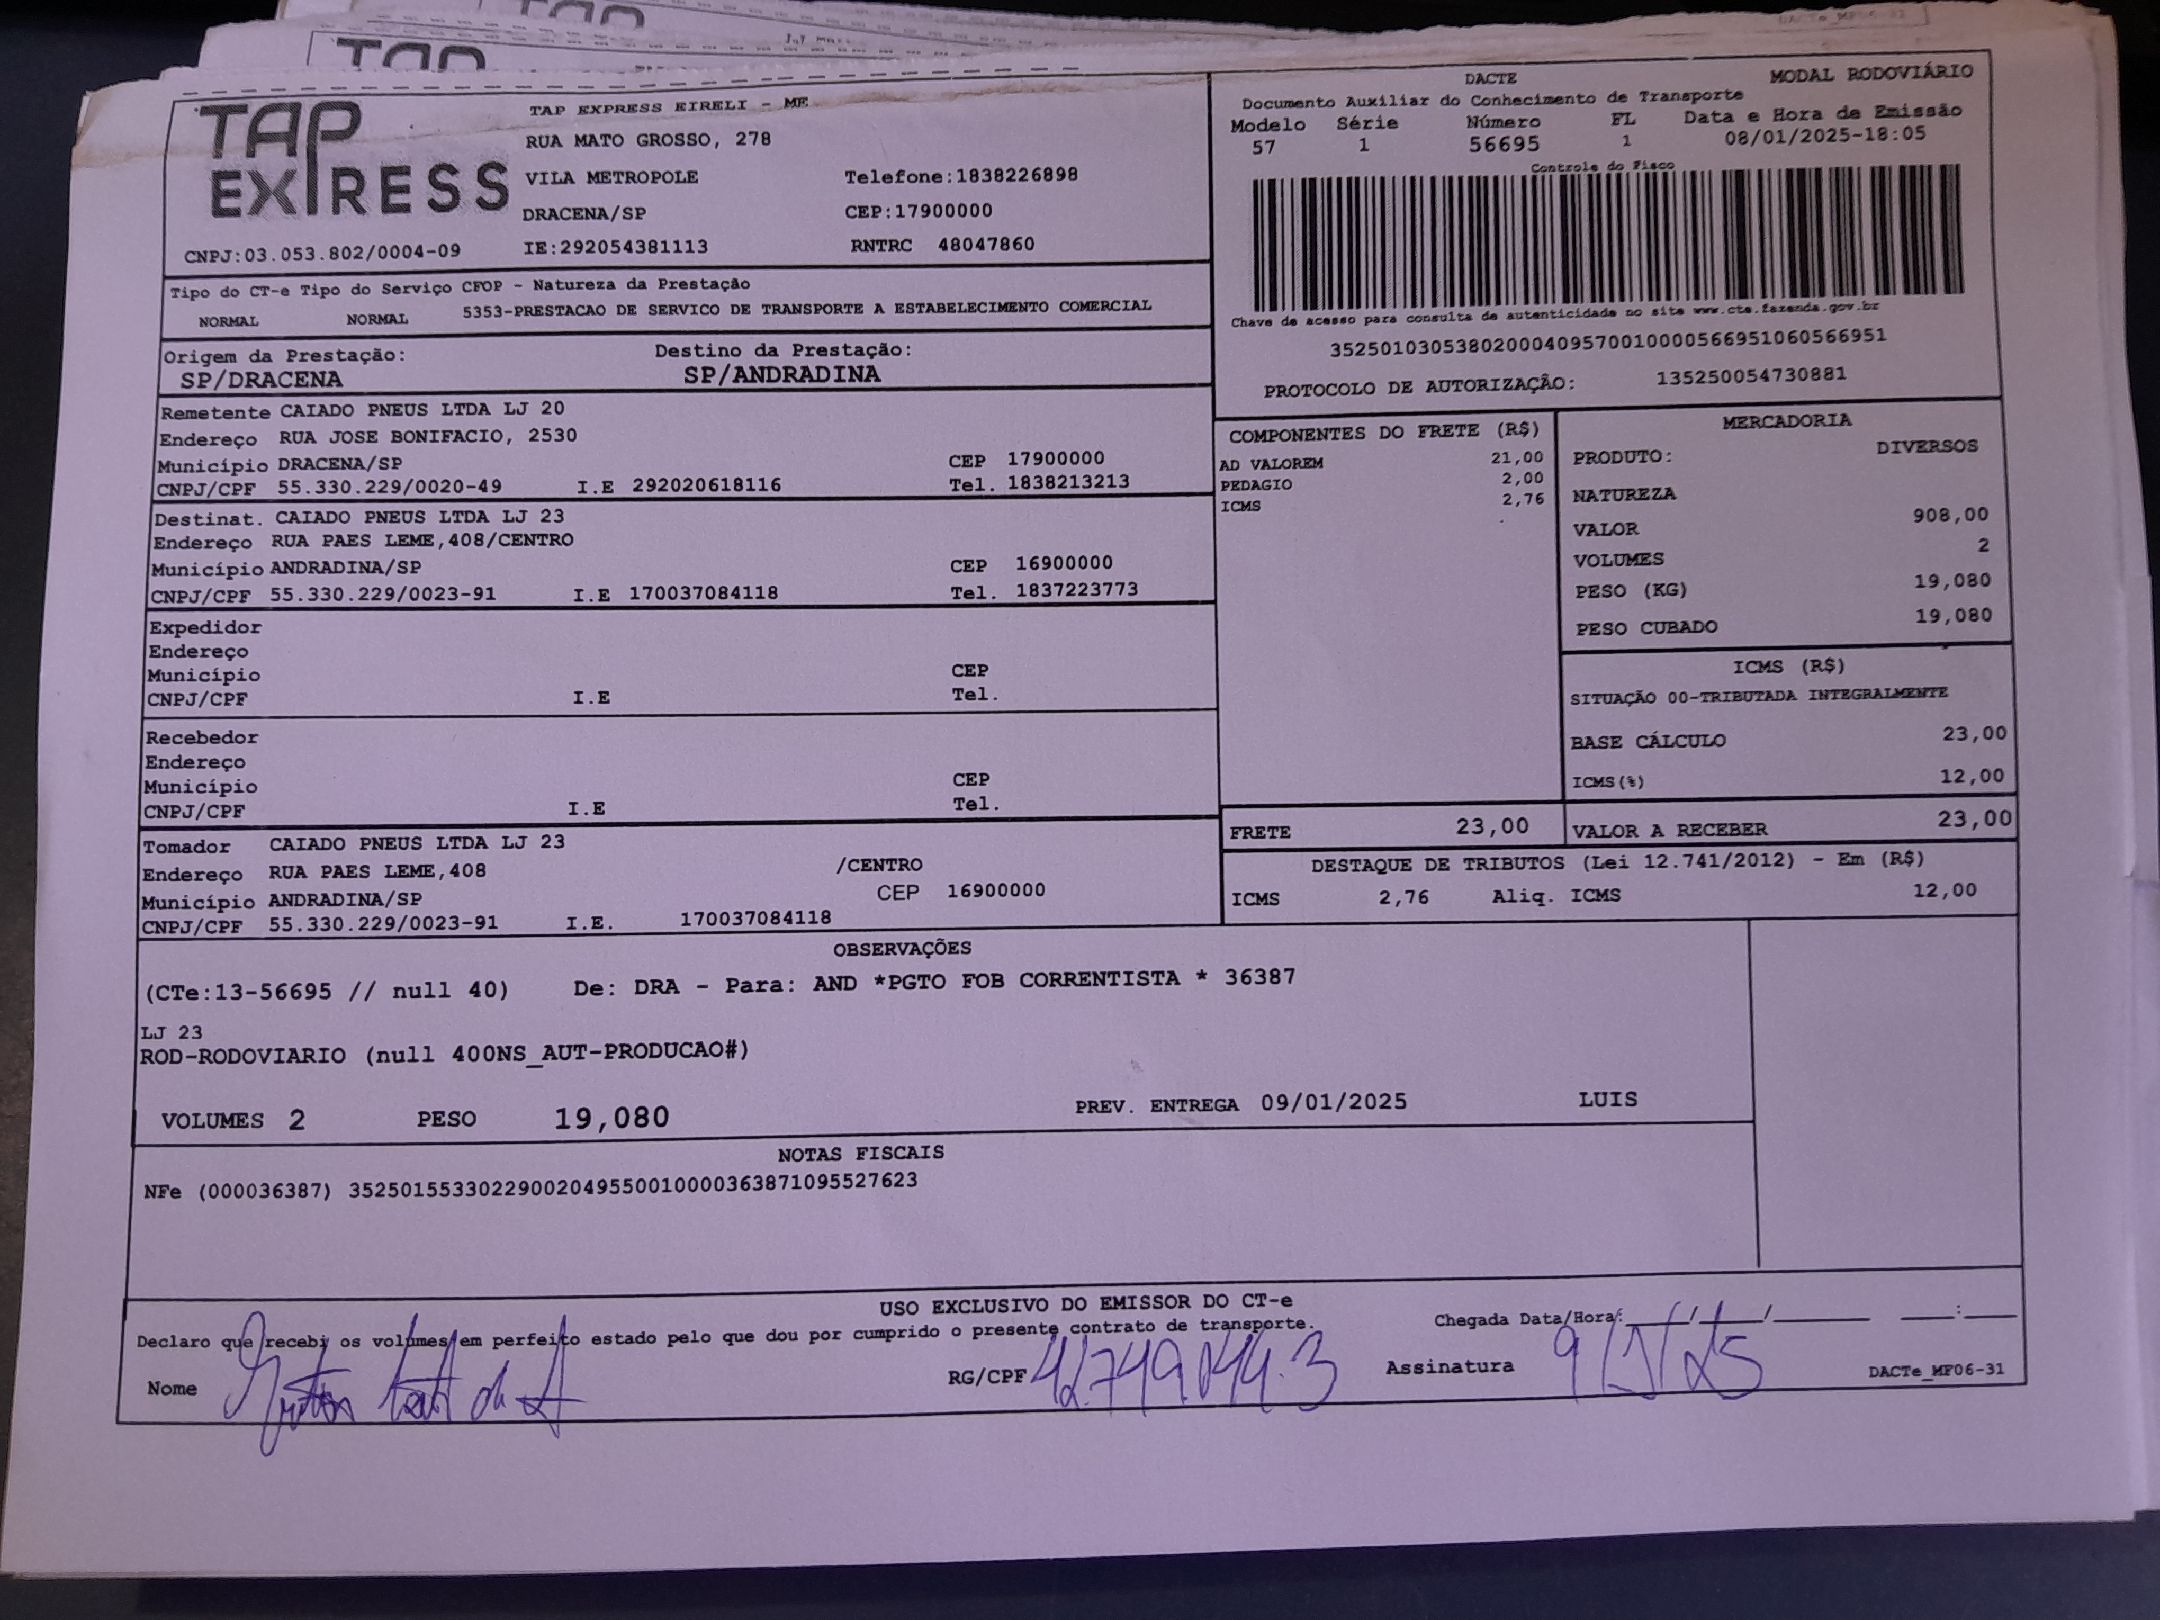 TAP EXPRESS
TAP EXPRESS EIRELI - ME
RUA MATO GROSSO, 278
VILA METROPOLE Telefone:1838226898
DRACENA/SP CEP:17900000
CNPJ:03.053.802/0004-09 IE:292054381113 RNTRC 48047860
DACTE MODAL RODOVIÁRIO
Documento Auxiliar do Conhecimento de Transporte
Modelo Série Número FL Data e Hora de Emissão
57 1 56695 1 08/01/2025-18:05
Controle do Fisco
Chave de acesso para consulta de autenticidade no site www.cte.fazenda.gov.br
35250103053802000409570010000566951060566951
PROTOCOLO DE AUTORIZAÇÃO: 135250054730881
Tipo do CT-e Tipo do Serviço CFOP - Natureza da Prestação
NORMAL NORMAL 5353-PRESTACAO DE SERVICO DE TRANSPORTE A ESTABELECIMENTO COMERCIAL
Origem da Prestação: Destino da Prestação:
SP/DRACENA SP/ANDRADINA
Remetente CAIADO PNEUS LTDA LJ 20
Endereço RUA JOSE BONIFACIO, 2530
Município DRACENA/SP CEP 17900000
CNPJ/CPF 55.330.229/0020-49 I.E 292020618116 Tel. 1838213213
Destinat. CAIADO PNEUS LTDA LJ 23
Endereço RUA PAES LEME,408/CENTRO
Município ANDRADINA/SP CEP 16900000
CNPJ/CPF 55.330.229/0023-91 I.E 170037084118 Tel. 1837223773
Expedidor
Endereço
Município CEP
CNPJ/CPF I.E Tel.
Recebedor
Endereço
Município CEP
CNPJ/CPF I.E Tel.
Tomador CAIADO PNEUS LTDA LJ 23
Endereço RUA PAES LEME,408 /CENTRO
Município ANDRADINA/SP CEP 16900000
CNPJ/CPF 55.330.229/0023-91 I.E. 170037084118
COMPONENTES DO FRETE (R$)
AD VALOREM 21,00
PEDAGIO 2,00
ICMS 2,76
MERCADORIA
PRODUTO: DIVERSOS
NATUREZA
VALOR 908,00
VOLUMES 2
PESO (KG) 19,080
PESO CUBADO 19,080
ICMS (R$)
SITUAÇÃO 00-TRIBUTADA INTEGRALMENTE
BASE CÁLCULO 23,00
ICMS(%) 12,00
FRETE 23,00 VALOR A RECEBER 23,00
DESTAQUE DE TRIBUTOS (Lei 12.741/2012) - Em (R$)
ICMS 2,76 Aliq. ICMS 12,00
OBSERVAÇÕES
(CTe:13-56695 // null 40) De: DRA - Para: AND *PGTO FOB CORRENTISTA * 36387
LJ 23
ROD-RODOVIARIO (null 400NS_AUT-PRODUCAO#)
VOLUMES 2 PESO 19,080 PREV. ENTREGA 09/01/2025 LUIS
NOTAS FISCAIS
NFe (000036387) 35250155330229002049550010000363871095527623
USO EXCLUSIVO DO EMISSOR DO CT-e
Declaro que recebi os volumes em perfeito estado pelo que dou por cumprido o presente contrato de transporte.
Chegada Data/Hora: ___/___/______ ___:___
Nome RG/CPF Assinatura 9/1/25
DACTe_MF06-31